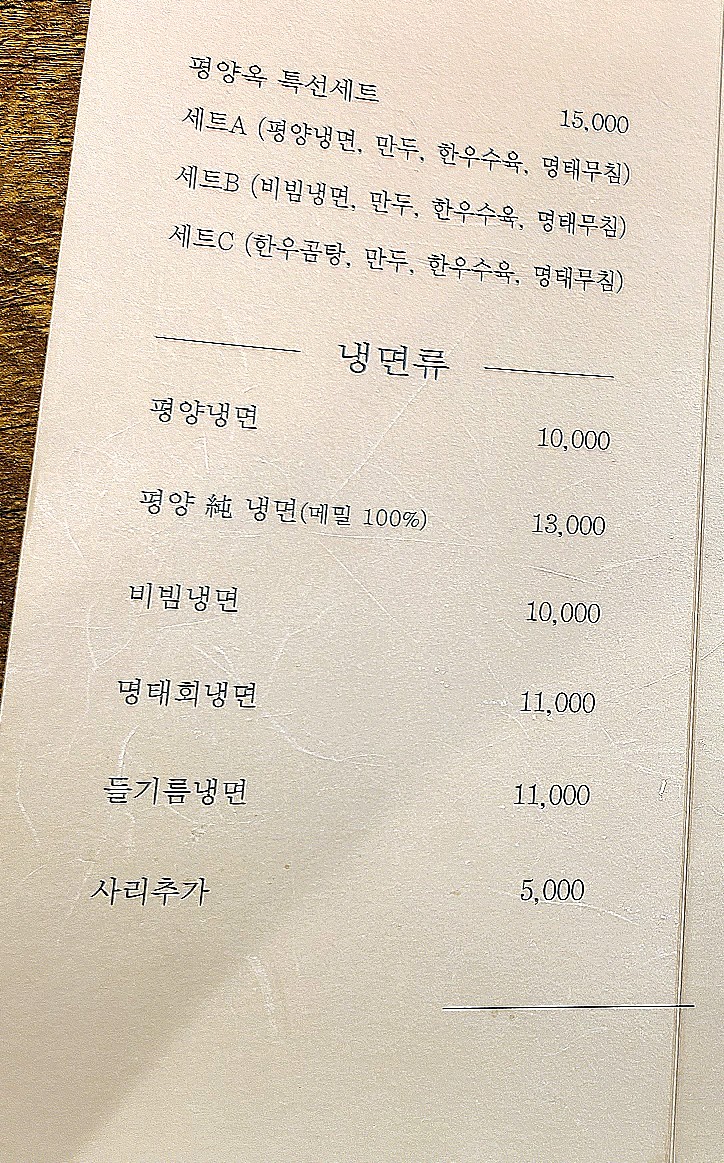 평양옥 특선세트 15,000
세트A (평양냉면, 만두, 한우수육, 명태무침)
세트B (비빔냉면, 만두, 한우수육, 명태무침)
세트C (한우곰탕, 만두, 한우수육, 명태무침)
냉면류
평양냉면 10,000
평양 純 냉면(메밀 100%) 13,000
비빔냉면 10,000
명태회냉면 11,000
들기름냉면 11,000
사리추가 5,000